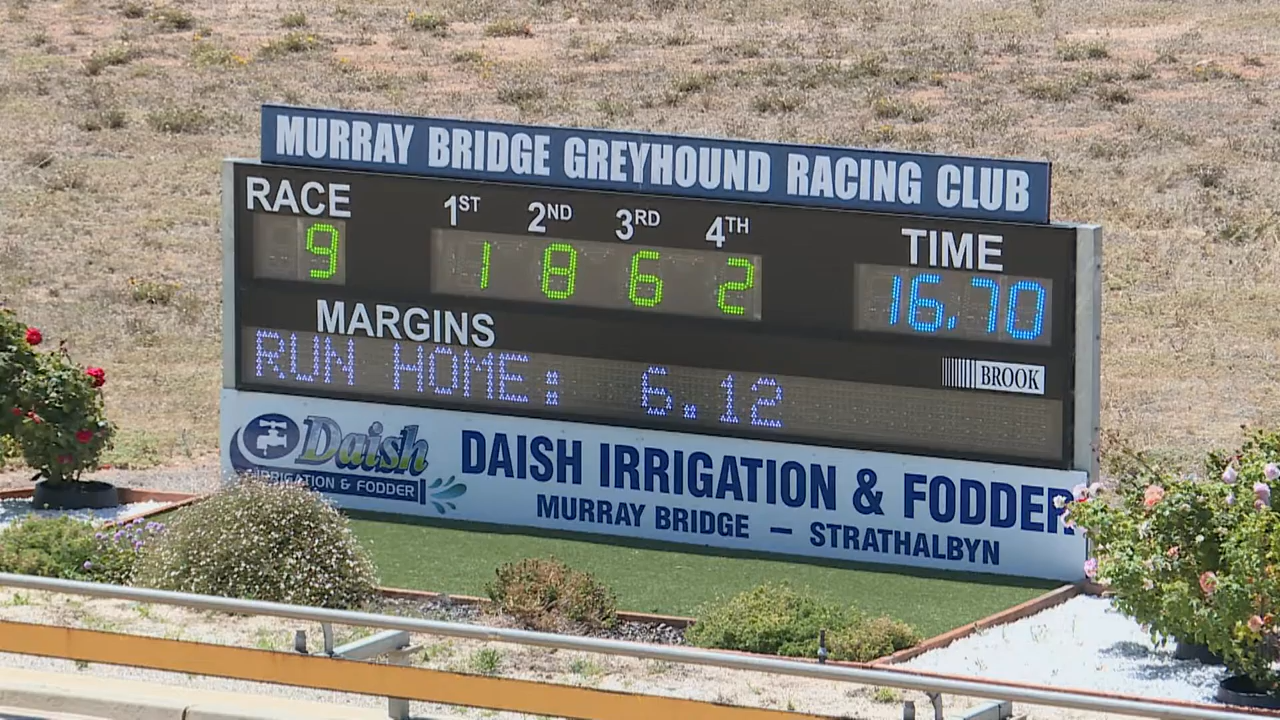 MURRAY BRIDGE GREYHOUND RACING CLUB
RACE 1ST 2ND 3RD 4TH TIME
9 1 8 6 2 16.70
MARGINS
RUN HOME: 6.12
BROOK
Daish
IRRIGATION & FODDER
DAISH IRRIGATION & FODDER
MURRAY BRIDGE — STRATHALBYN